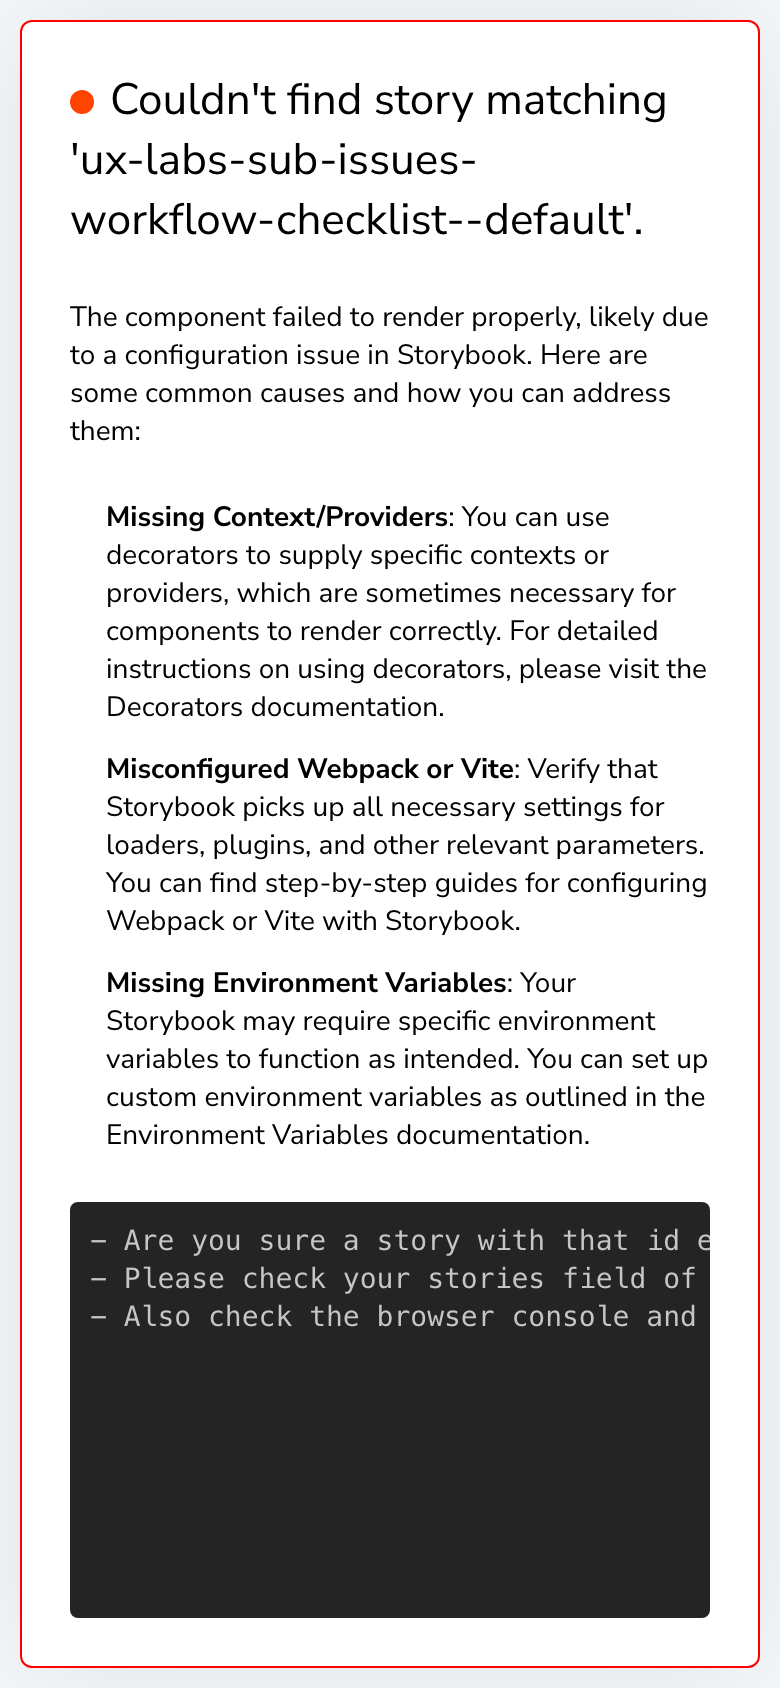 Couldn't find story matching
'ux-labs-sub-issues-
workflow-checklist--default'.
The component failed to render properly, likely due
to a configuration issue in Storybook. Here are
some common causes and how you can address
them:
Missing Context/Providers: You can use
decorators to supply specific contexts or
providers, which are sometimes necessary for
components to render correctly. For detailed
instructions on using decorators, please visit the
Decorators documentation.
Misconfigured Webpack or Vite: Verify that
Storybook picks up all necessary settings for
loaders, plugins, and other relevant parameters.
You can find step-by-step guides for configuring
Webpack or Vite with Storybook.
Missing Environment Variables: Your
Storybook may require specific environment
variables to function as intended. You can set up
custom environment variables as outlined in the
Environment Variables documentation.
- Are you sure a story with that id
- Please check your stories field of
- Also check the browser console and